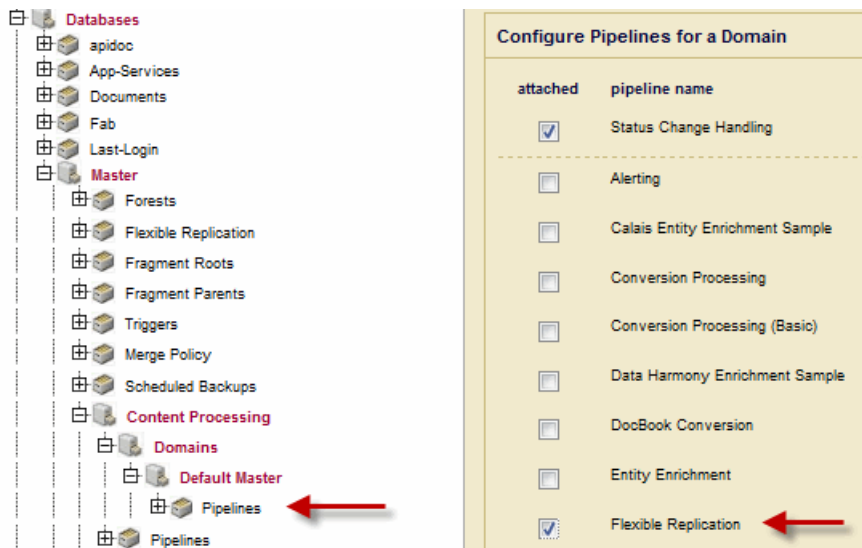 Databases
apidoc
App-Services
Documents
Fab
Last-Login
Master
Forests
Flexible Replication
Fragment Roots
Fragment Parents
Triggers
Merge Policy
Scheduled Backups
Content Processing
Domains
Default Master
Pipelines
Pipelines
Configure Pipelines for a Domain
attached pipeline name
Status Change Handling
Alerting
Calais Entity Enrichment Sample
Conversion Processing
Conversion Processing (Basic)
Data Harmony Enrichment Sample
DocBook Conversion
Entity Enrichment
Flexible Replication